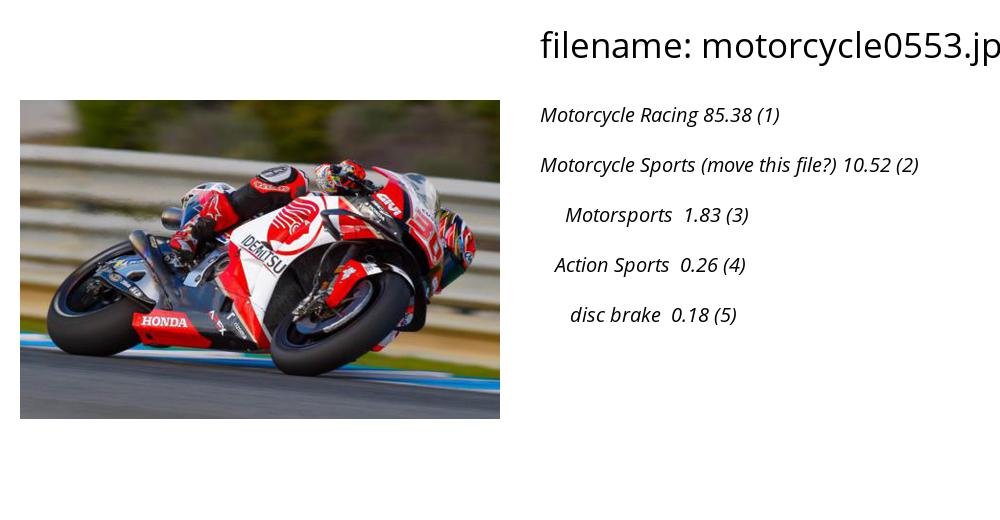 filename: motorcycle0553.jp
Motorcycle Racing 85.38 (1)
Motorcycle Sports (move this file?) 10.52 (2)
Motorsports 1.83 (3)
Action Sports 0.26 (4)
disc brake 0.18 (5)
GIVI
30
IDEMITSU
HONDA